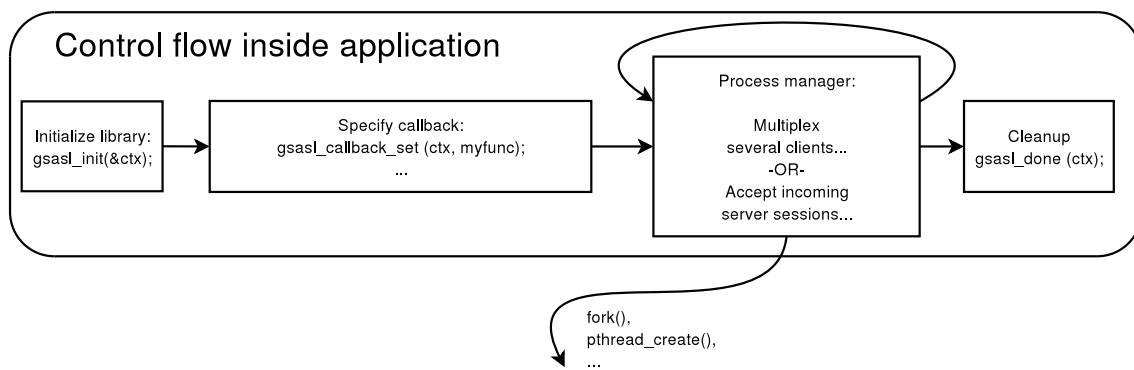 Control flow inside application
Initialize library:
gsasl_init(&ctx);
Specify callback:
gsasl_callback_set (ctx, myfunc);
...
Process manager:
Multiplex
several clients...
-OR-
Accept incoming
server sessions...
Cleanup
gsasl_done (ctx);
fork(),
pthread_create(),
...